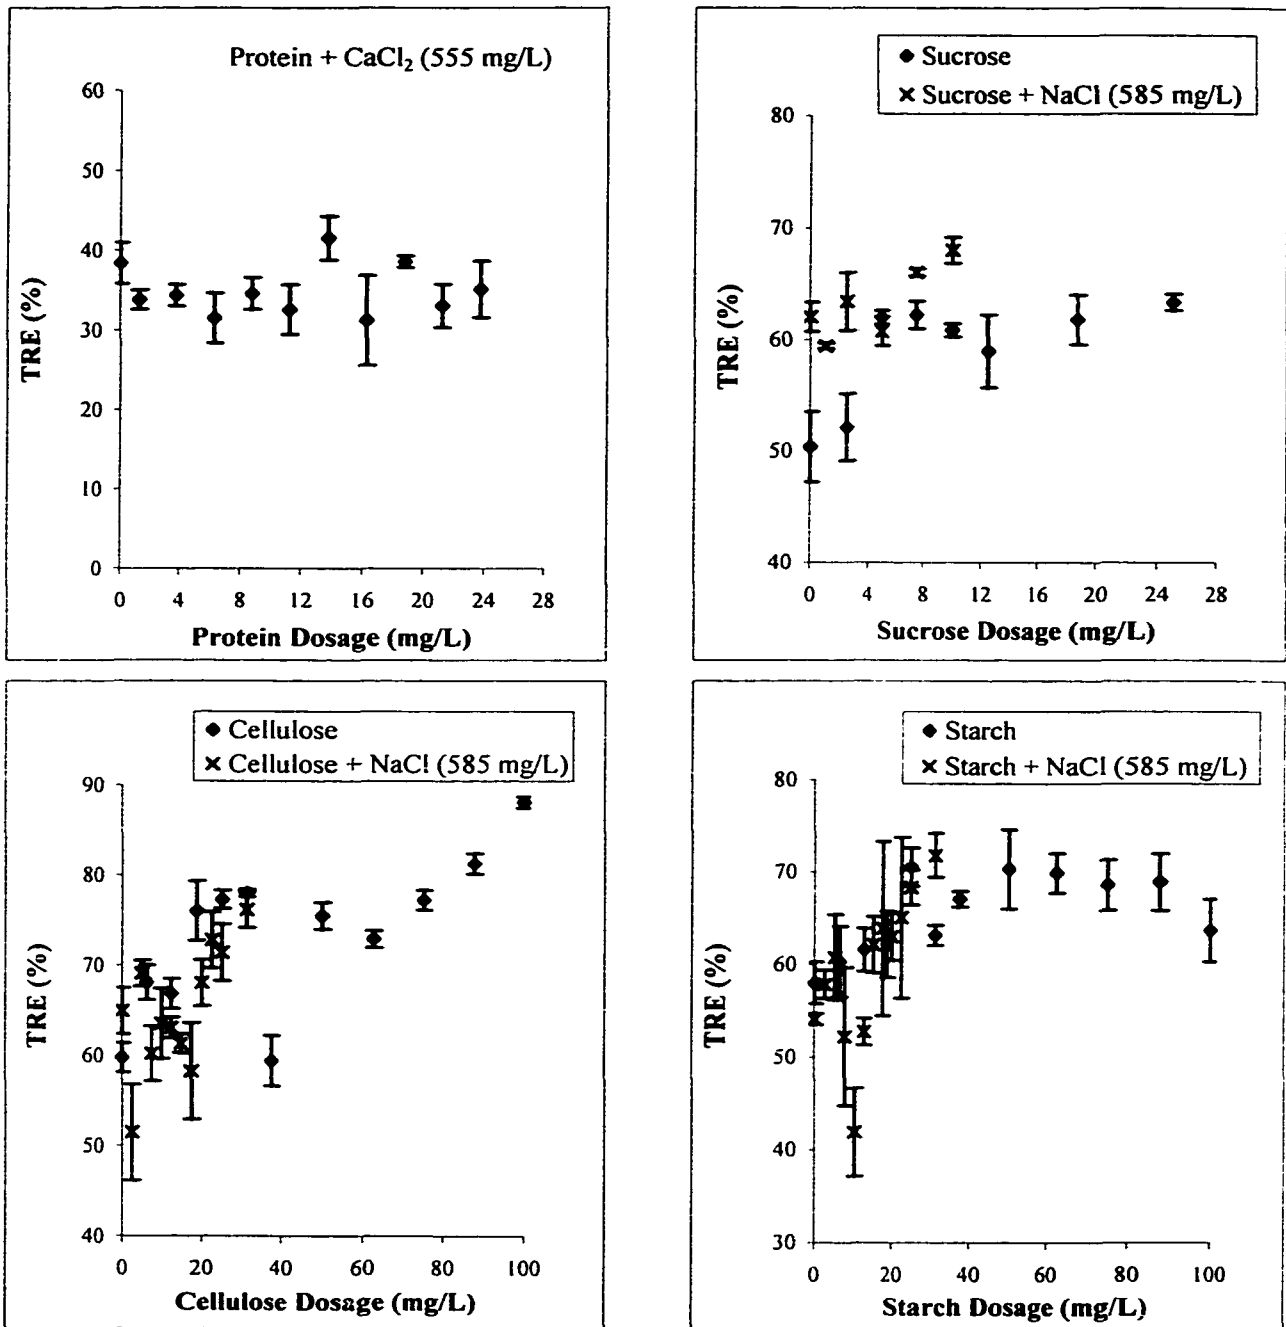 Protein + CaCl₂ (555 mg/L)
60
50
40
30
20
10
0
TRE (%)
0 4 8 12 16 20 24 28
Protein Dosage (mg/L)
Sucrose
Sucrose + NaCl (585 mg/L)
80
70
60
50
40
TRE (%)
0 4 8 12 16 20 24 28
Sucrose Dosage (mg/L)
Cellulose
Cellulose + NaCl (585 mg/L)
90
80
70
60
50
40
TRE (%)
0 20 40 60 80 100
Cellulose Dosage (mg/L)
Starch
Starch + NaCl (585 mg/L)
80
70
60
50
40
30
TRE (%)
0 20 40 60 80 100
Starch Dosage (mg/L)